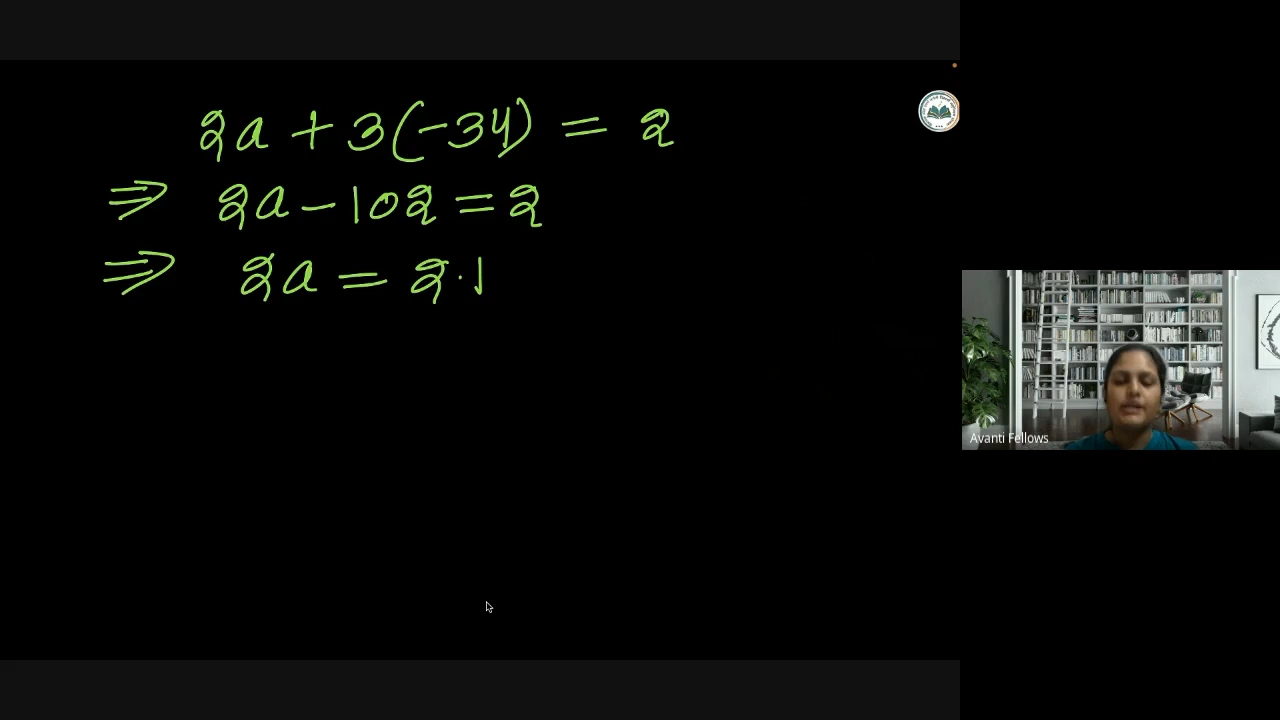 2a + 3(-34) = 2
⇒ 2a - 102 = 2
⇒ 2a = 2·1
Avanti Fellows